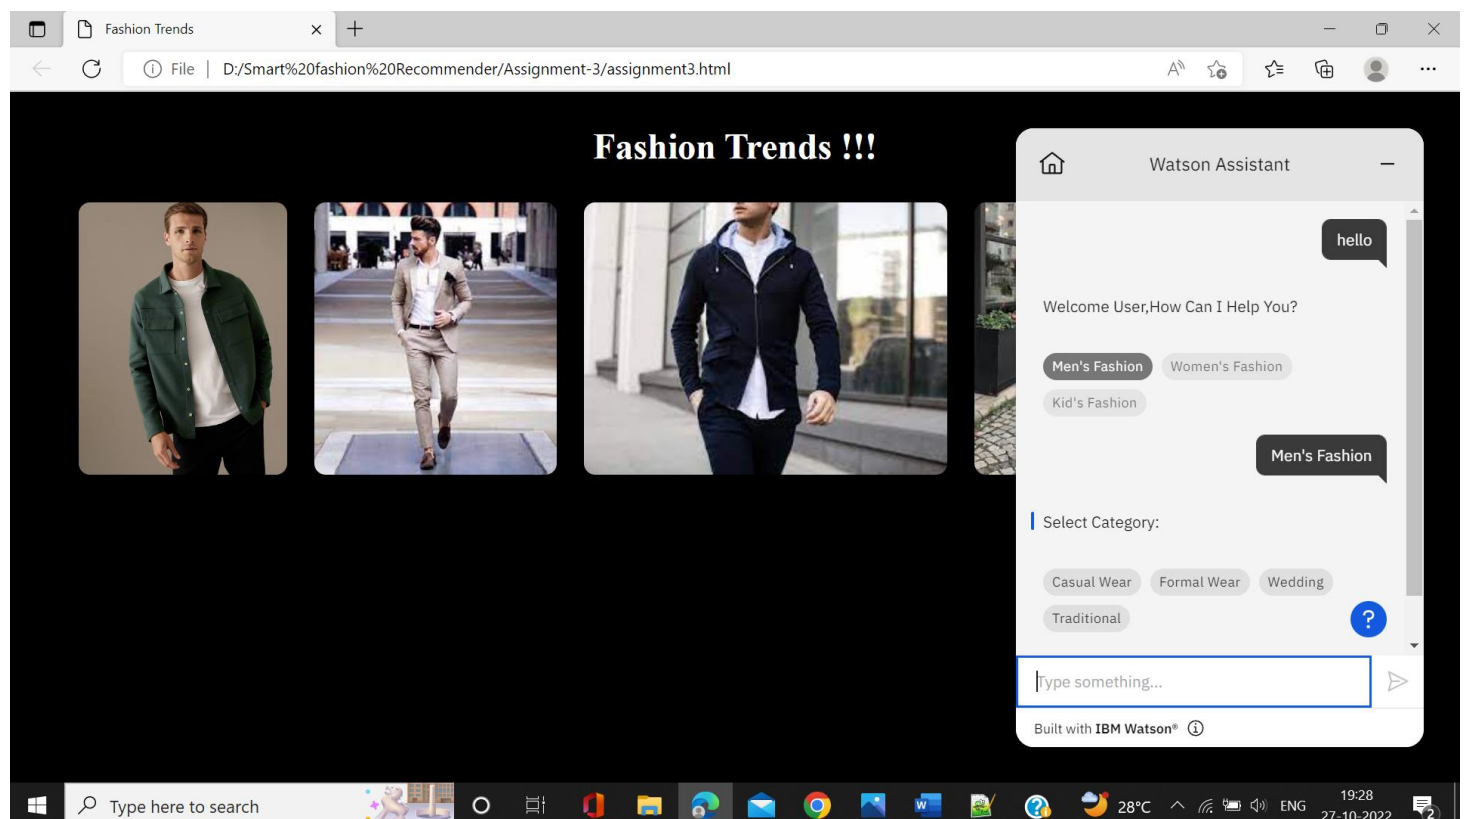 Fashion Trends
File | D:/Smart%20fashion%20Recommender/Assignment-3/assignment3.html
Fashion Trends !!!
Watson Assistant
hello
Welcome User,How Can I Help You?
Men's Fashion Women's Fashion
Kid's Fashion
Men's Fashion
Select Category:
Casual Wear Formal Wear Wedding
Traditional
?
Type something...
Built with IBM Watson®
Type here to search
28°C ENG
19:28
27-10-2022
2